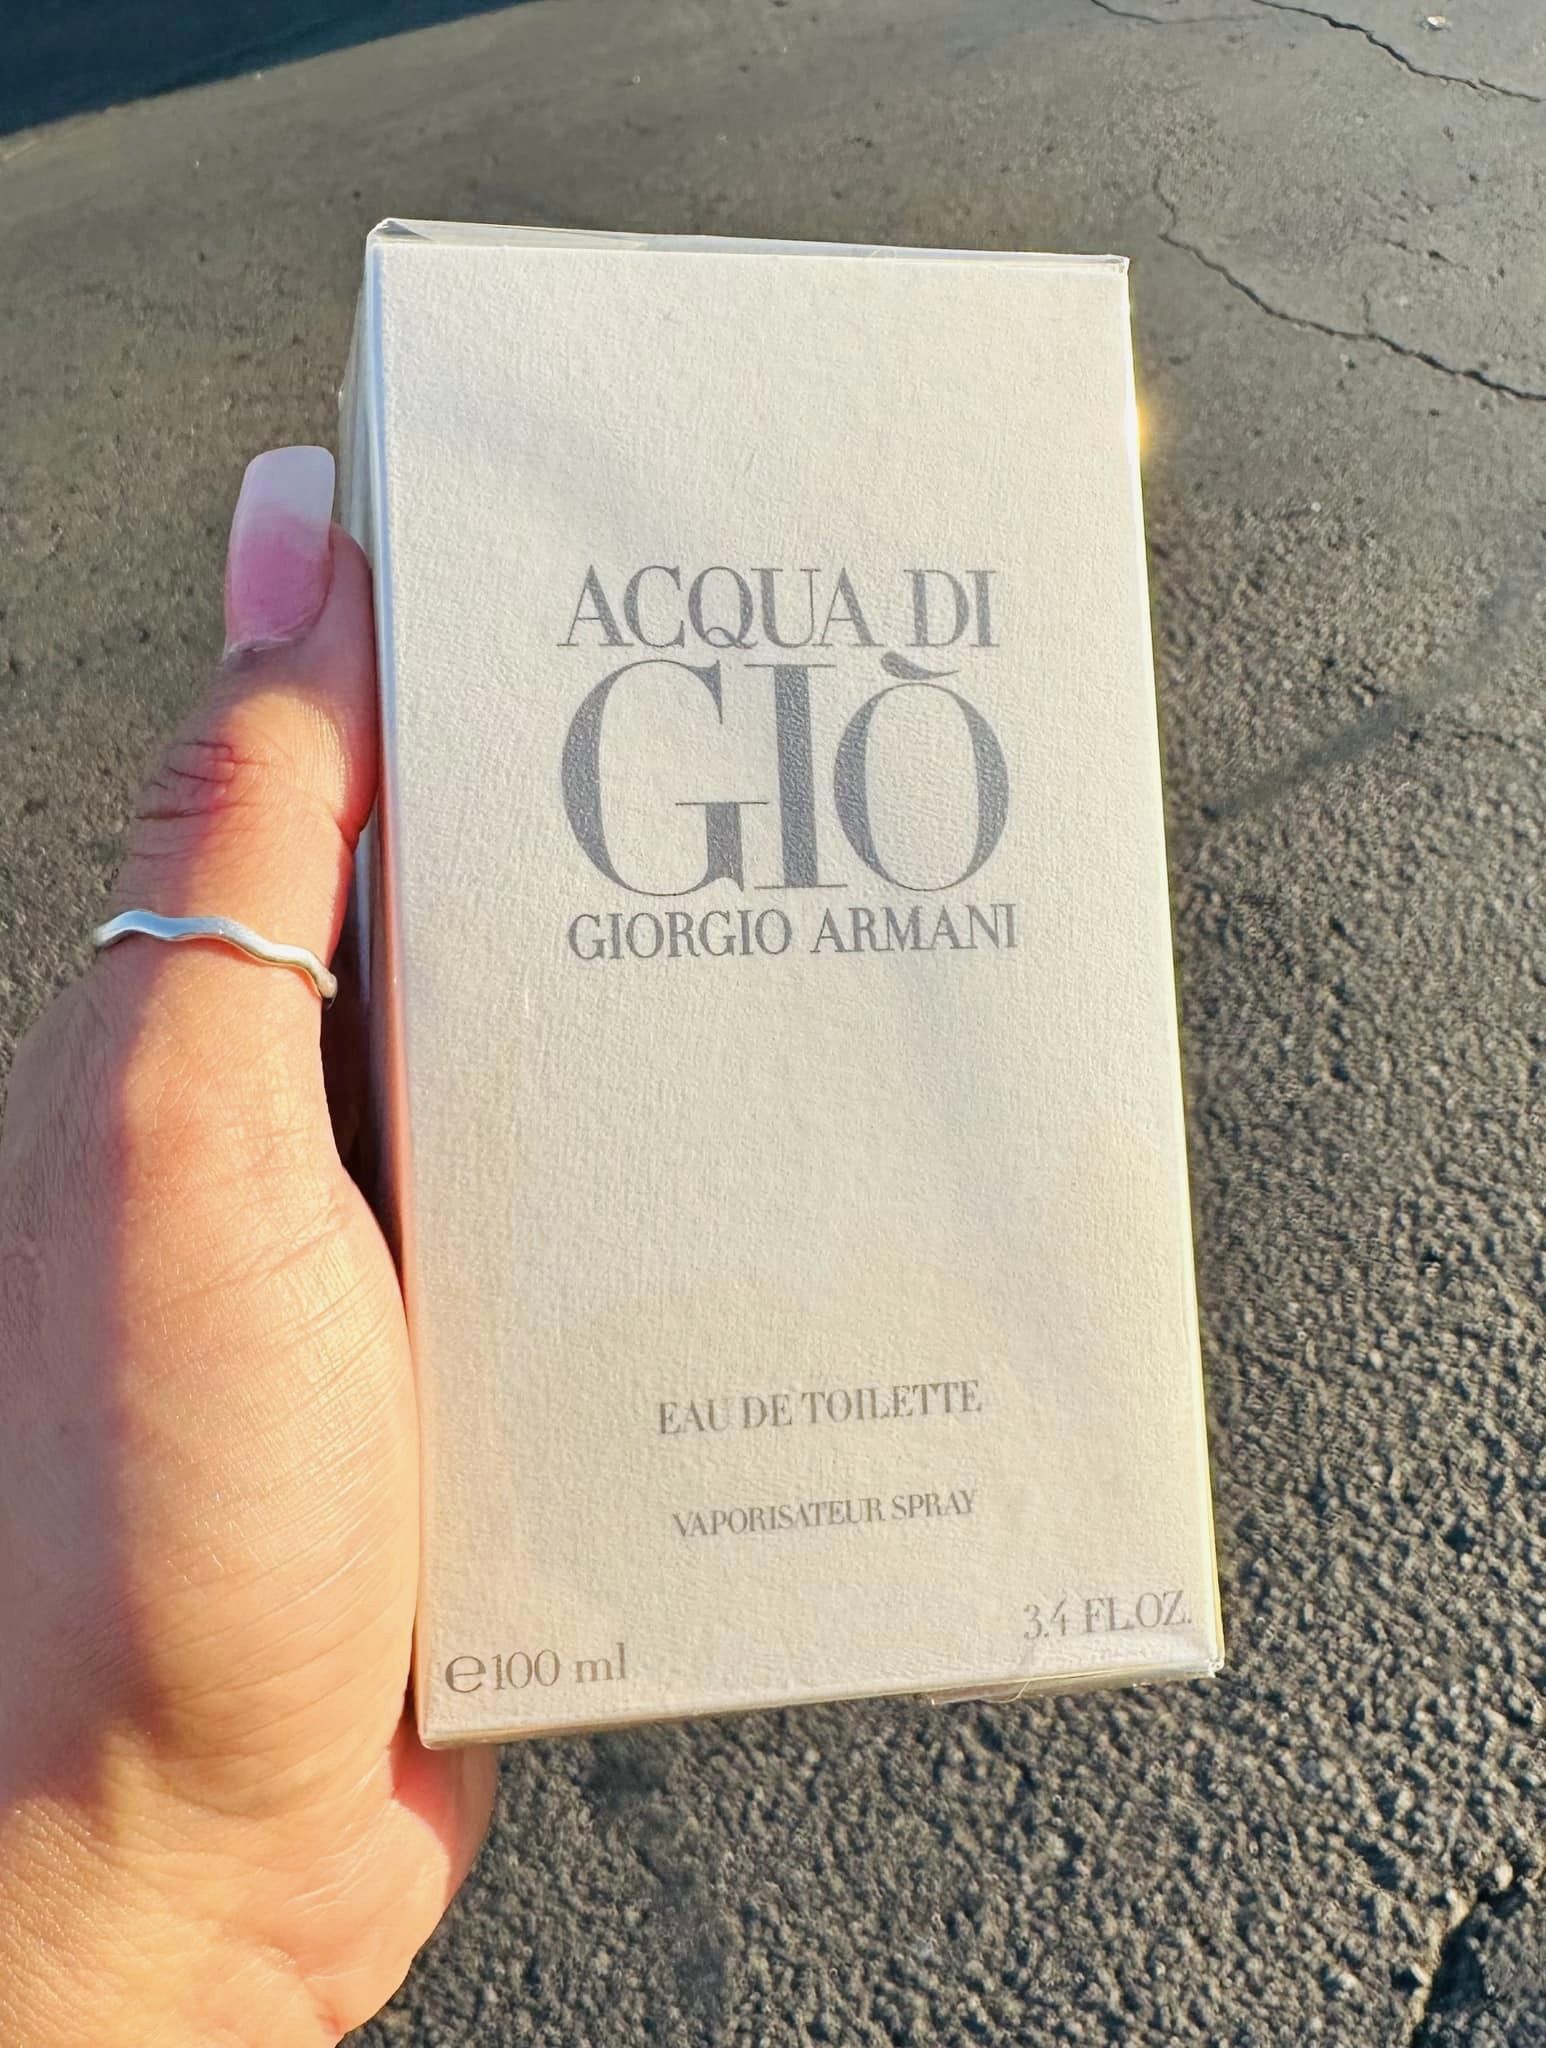 ACQUA DI
GIÒ
GIORGIO ARMANI
EAU DE TOILETTE
VAPORISATEUR SPRAY
3.4 FL.OZ.
℮100 ml